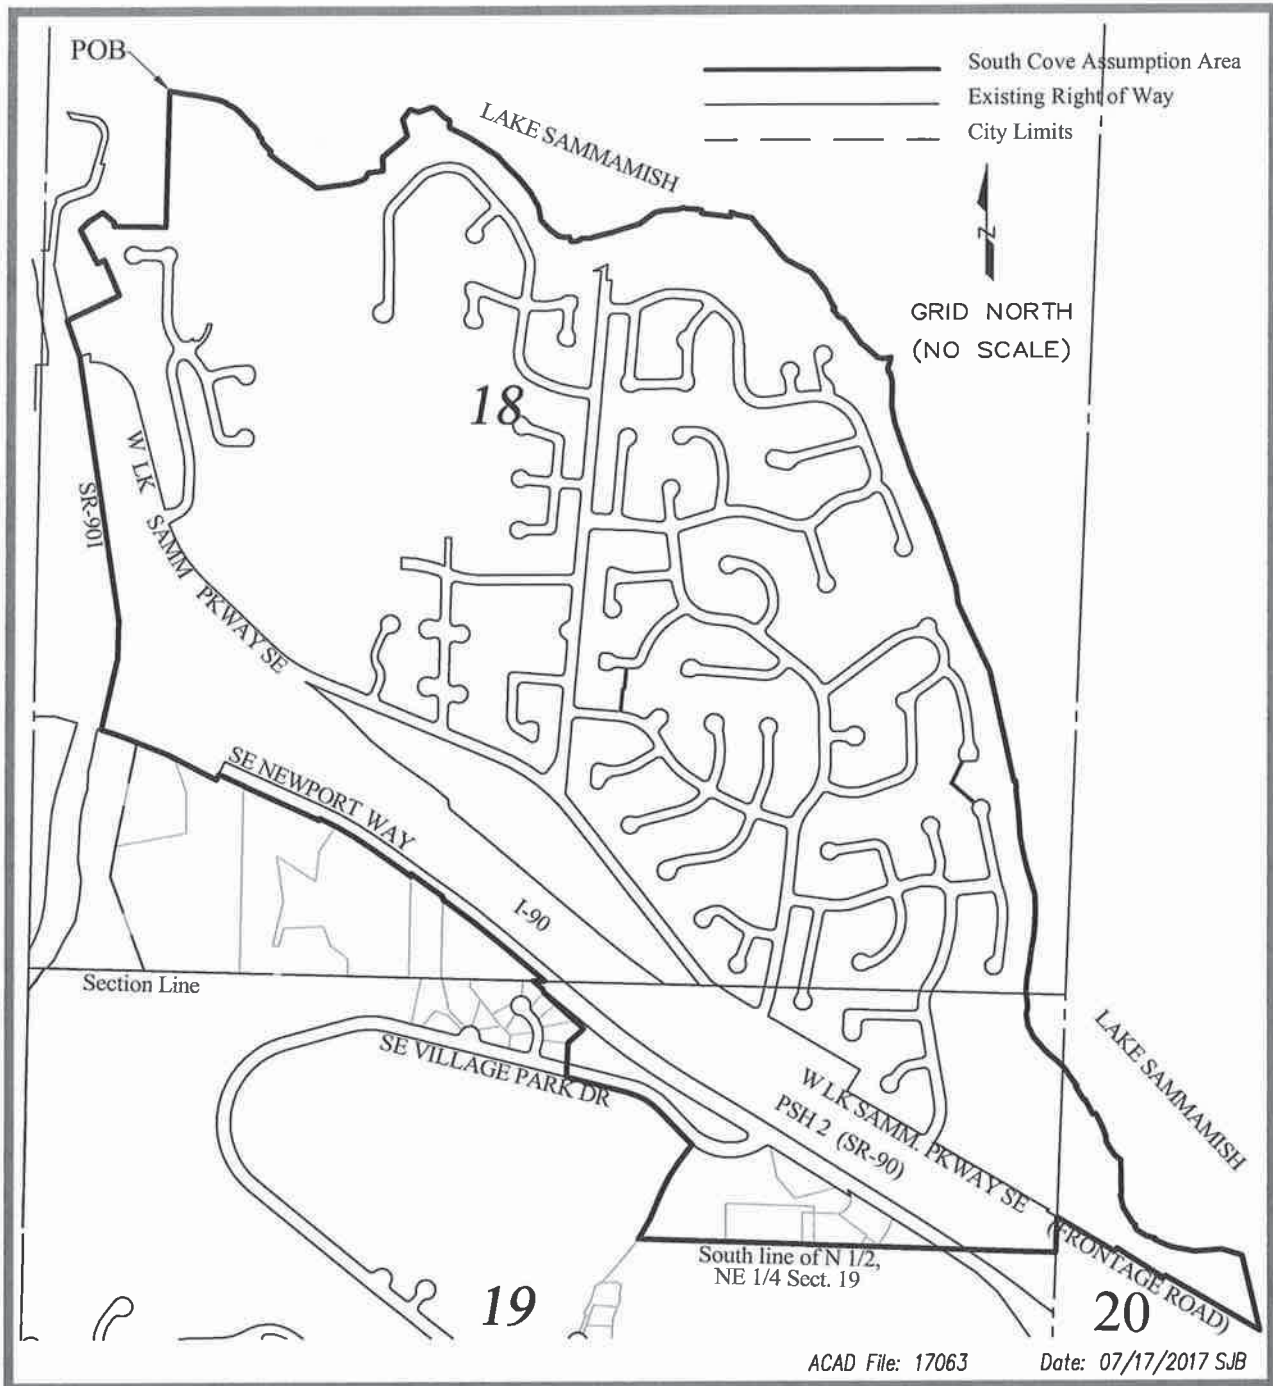 POB
South Cove Assumption Area
Existing Right of Way
City Limits
LAKE SAMMAMISH
N
GRID NORTH
(NO SCALE)
18
W LK SAMM PKWAY SE
SR-901
SE NEWPORT WAY
I-90
Section Line
SE VILLAGE PARK DR
W LK SAMM. PKWAY SE (FRONTAGE ROAD)
PSH 2 (SR-90)
LAKE SAMMAMISH
South line of N 1/2,
NE 1/4 Sect. 19
19
20
ACAD File: 17063 Date: 07/17/2017 SJB